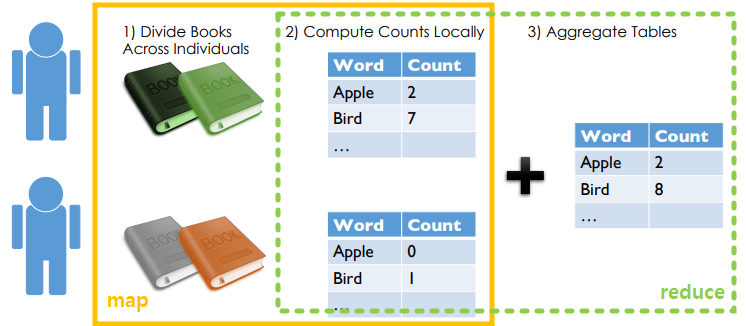 1) Divide Books
Across Individuals
2) Compute Counts Locally
3) Aggregate Tables
BOOK
BOOK
Word Count
Apple 2
Bird 7
...
BOOK
BOOK
Word Count
Apple 0
Bird 1
...
+
Word Count
Apple 2
Bird 8
...
map
reduce